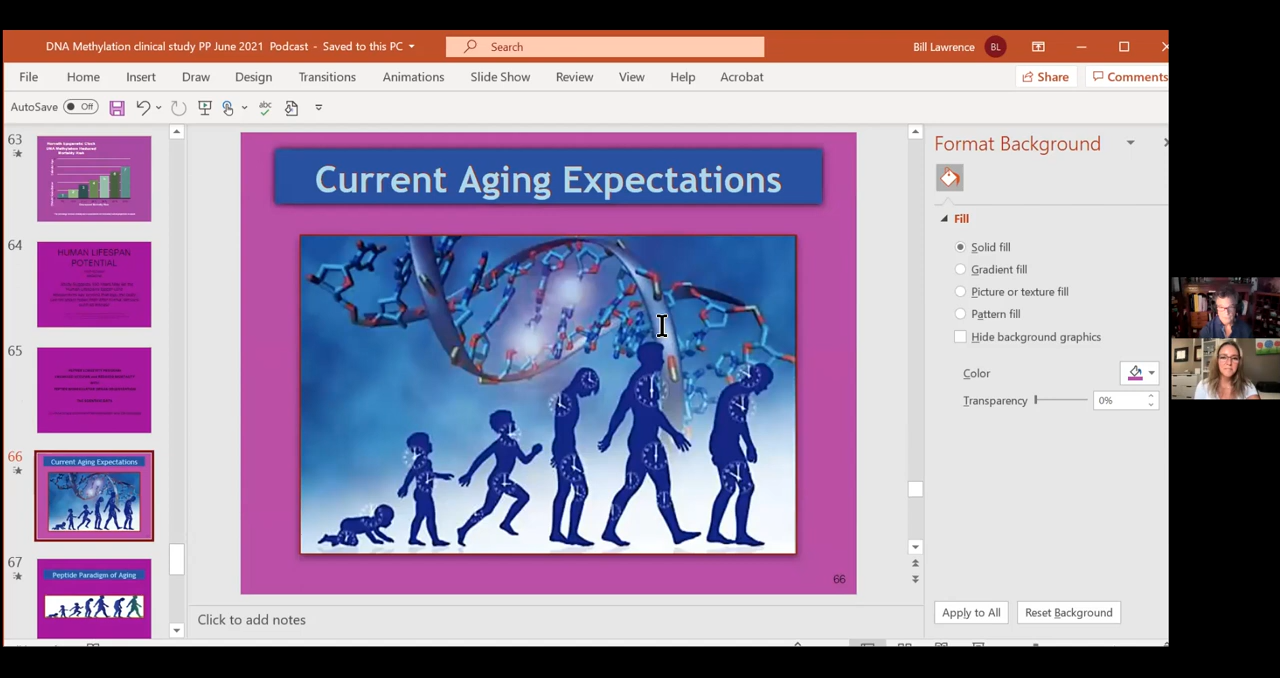 DNA Methylation clinical study PP June 2021 Podcast - Saved to this PC
Search
Bill Lawrence
BL
File Home Insert Draw Design Transitions Animations Slide Show Review View Help Acrobat
Share
Comments
AutoSave
Off
abc
63
64
HUMAN LIFESPAN
POTENTIAL
65
66
Current Aging Expectations
67
Peptide Paradigm of Aging
Current Aging Expectations
66
Click to add notes
Format Background
Fill
Solid fill
Gradient fill
Picture or texture fill
Pattern fill
Hide background graphics
Color
Transparency
0%
Apply to All
Reset Background